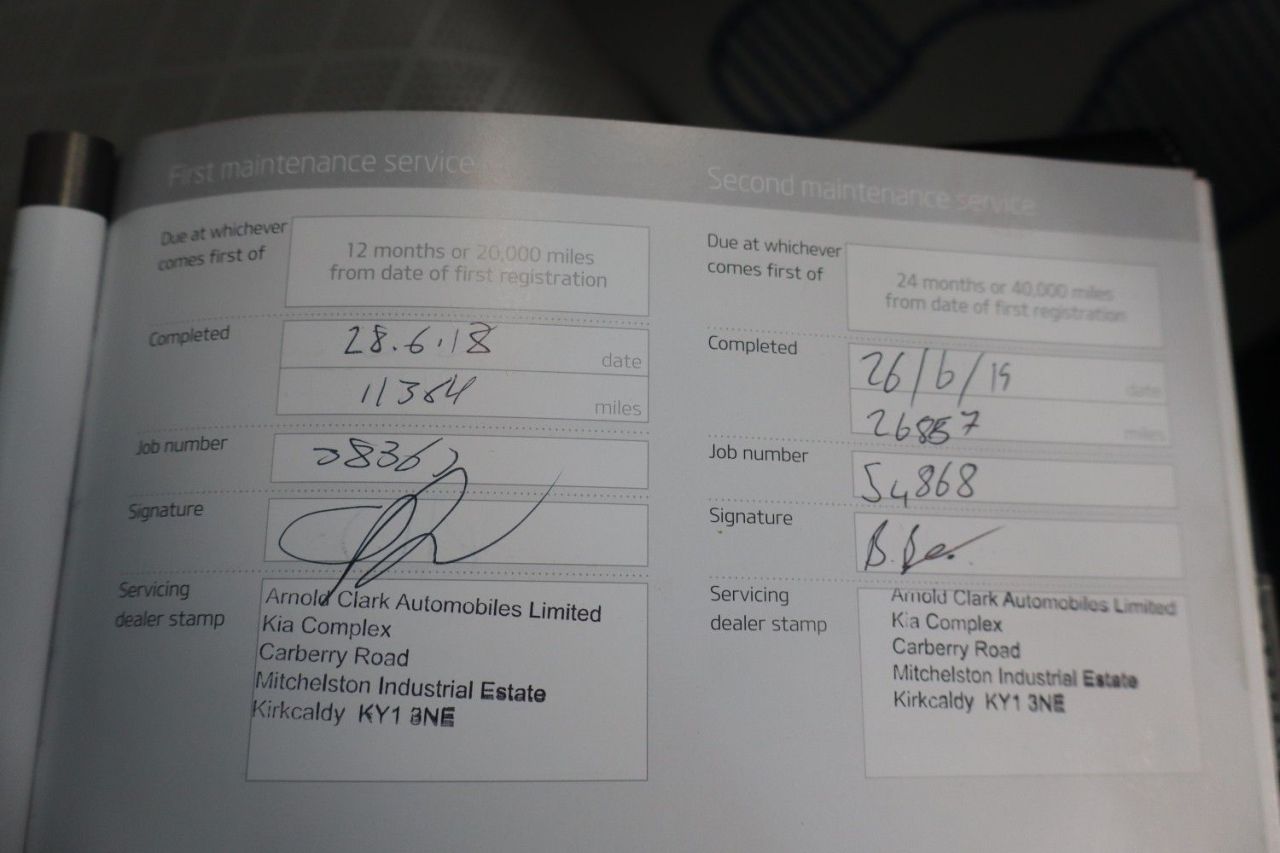 First maintenance service
Due at whichever
comes first of
12 months or 20,000 miles
from date of first registration
Completed
28.6.18
date
11384
miles
Job number
Signature
Servicing
dealer stamp
Arnold Clark Automobiles Limited
Kia Complex
Carberry Road
Mitchelston Industrial Estate
Kirkcaldy KY1 3NE
Second maintenance service
Due at whichever
comes first of
24 months or 40,000 miles
from date of first registration
Completed
26/6/19
date
26857
miles
Job number
54868
Signature
Servicing
dealer stamp
Arnold Clark Automobiles Limited
Kia Complex
Carberry Road
Mitchelston Industrial Estate
Kirkcaldy KY1 3NE